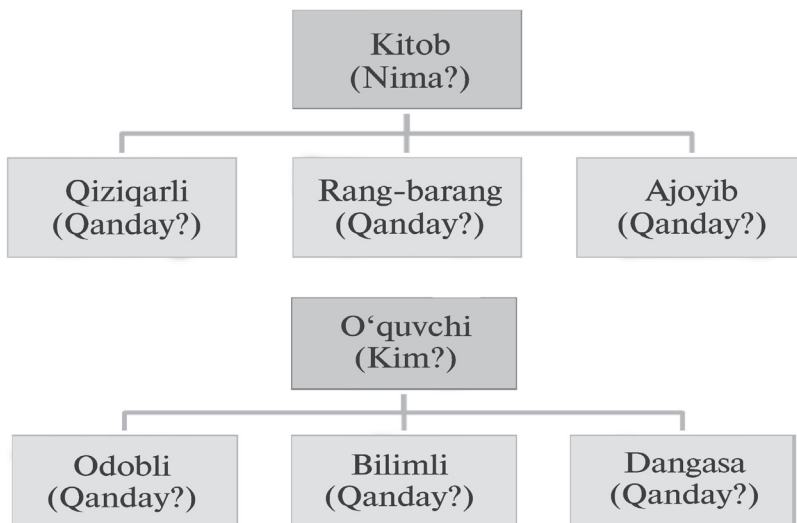 Kitob
(Nima?)
Qiziqarli
(Qanday?)
Rang-barang
(Qanday?)
Ajoyib
(Qanday?)
O‘quvchi
(Kim?)
Odobli
(Qanday?)
Bilimli
(Qanday?)
Dangasa
(Qanday?)